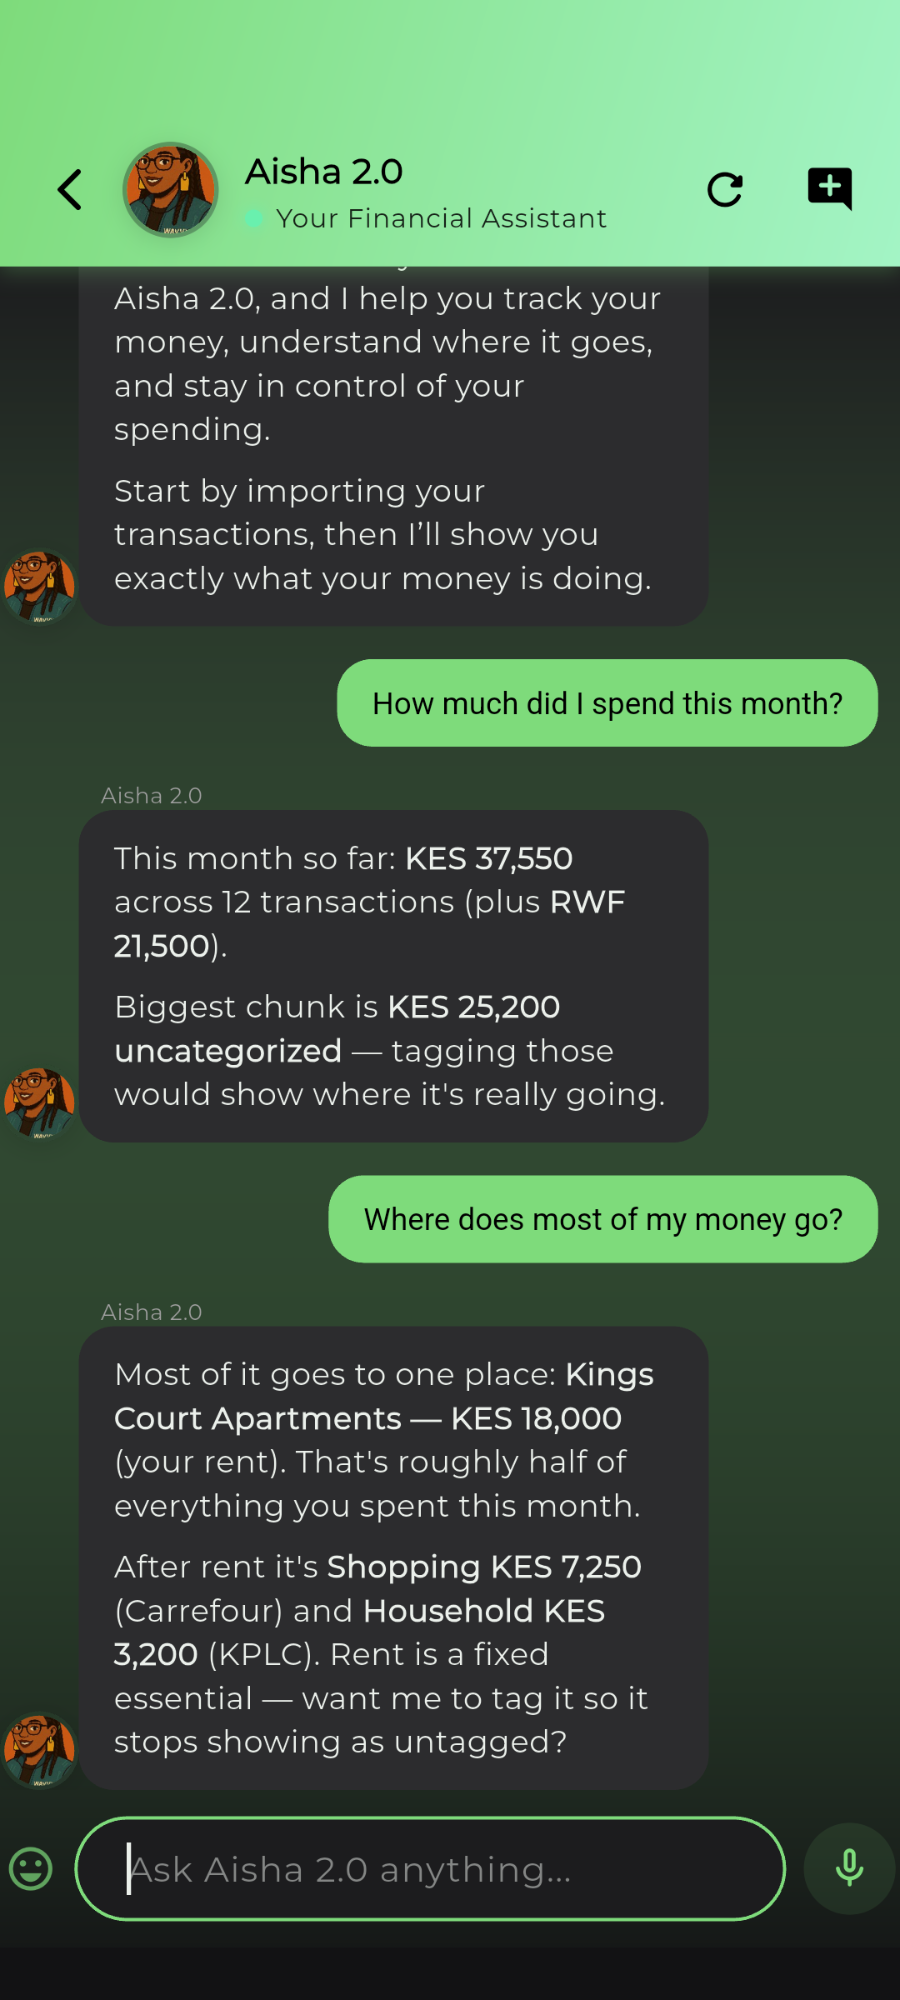 Aisha 2.0
Your Financial Assistant
Aisha 2.0, and I help you track your
money, understand where it goes,
and stay in control of your
spending.
Start by importing your
transactions, then I’ll show you
exactly what your money is doing.
How much did I spend this month?
Aisha 2.0
This month so far: KES 37,550
across 12 transactions (plus RWF
21,500).
Biggest chunk is KES 25,200
uncategorized — tagging those
would show where it's really going.
Where does most of my money go?
Aisha 2.0
Most of it goes to one place: Kings
Court Apartments — KES 18,000
(your rent). That's roughly half of
everything you spent this month.
After rent it's Shopping KES 7,250
(Carrefour) and Household KES
3,200 (KPLC). Rent is a fixed
essential — want me to tag it so it
stops showing as untagged?
Ask Aisha 2.0 anything...